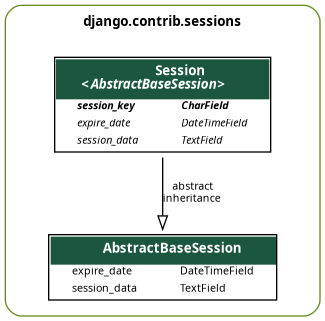 django.contrib.sessions
Session
<AbstractBaseSession>
session_key CharField
expire_date DateTimeField
session_data TextField
abstract
inheritance
AbstractBaseSession
expire_date DateTimeField
session_data TextField